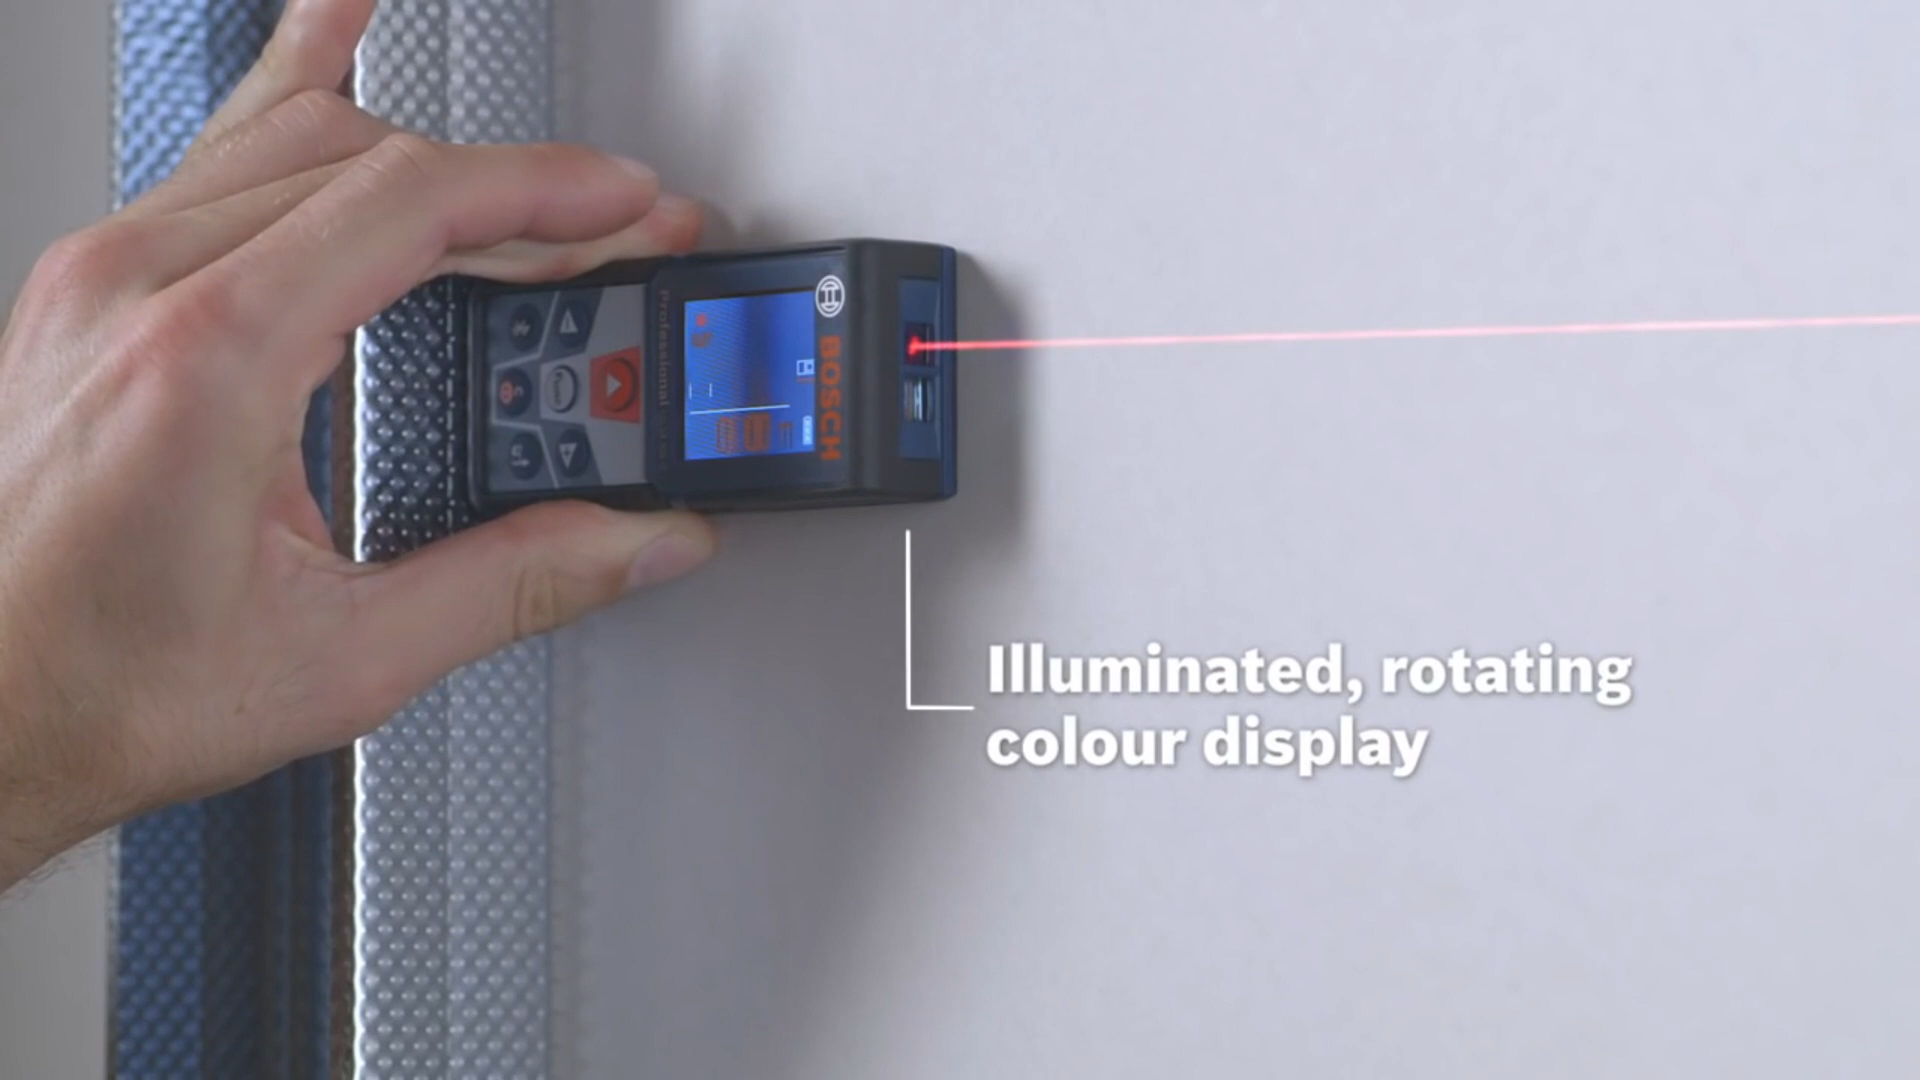 BOSCH
Professional
Illuminated, rotating
colour display